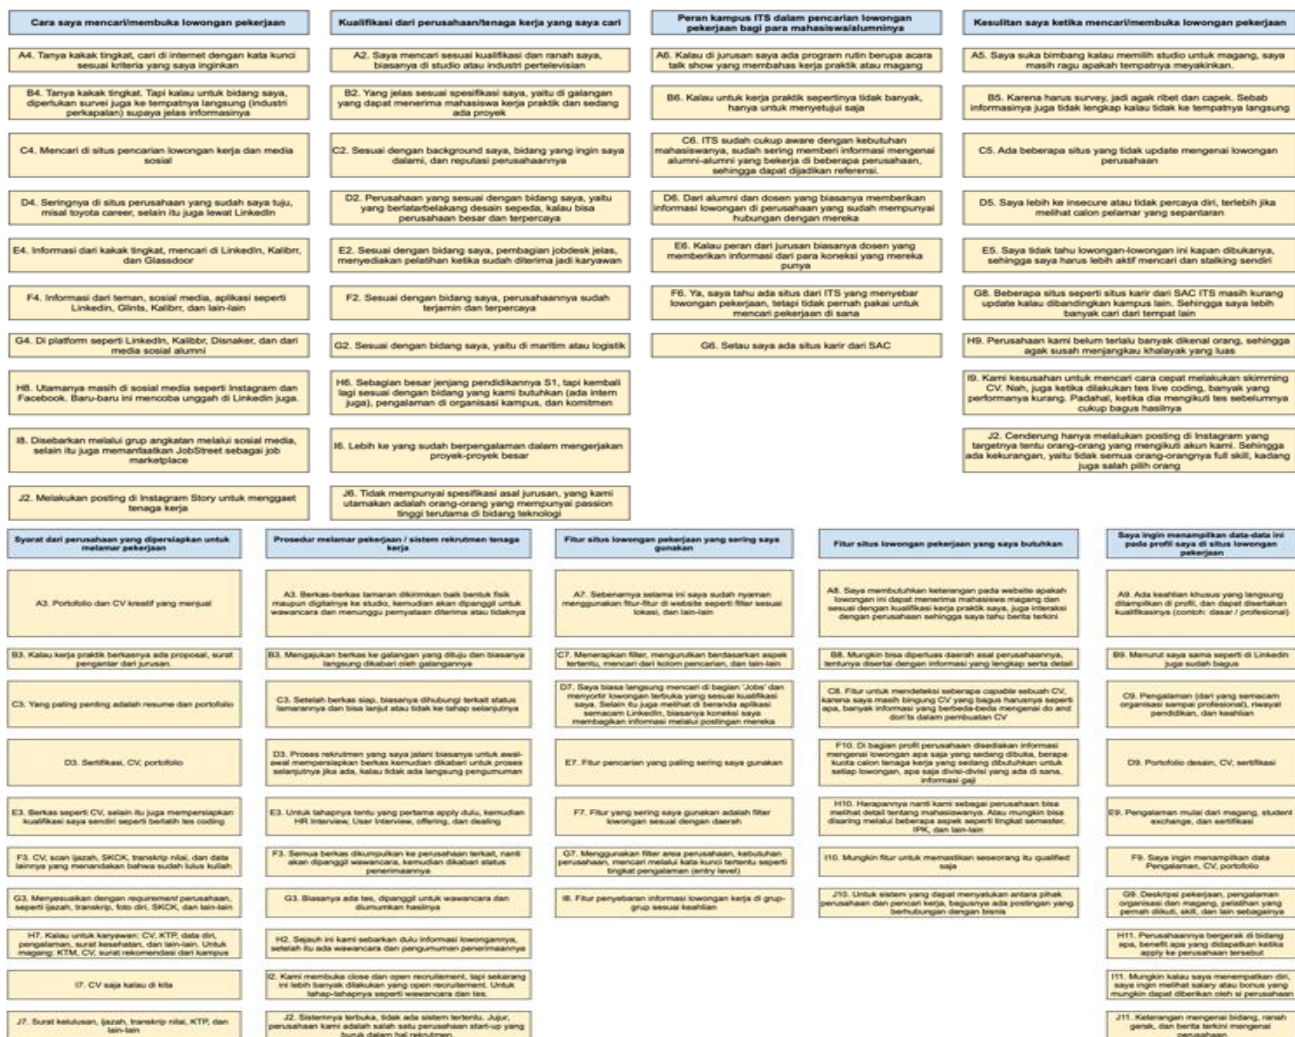 Cara saya mencari/membuka lowongan pekerjaan
A4. Tanya kakak tingkat, cari di internet dengan kata kunci
sesuai kriteria yang saya inginkan
B4. Tanya kakak tingkat. Tapi kalau untuk bidang saya,
diperlukan survei juga ke tempatnya langsung (industri
perkapalan) supaya jelas informasinya
C4. Mencari di situs pencarian lowongan kerja dan media
sosial
D4. Seringnya di situs perusahaan yang sudah saya tuju,
misal toyota career, selain itu juga lewat LinkedIn
E4. Informasi dari kakak tingkat, mencari di LinkedIn, Kalibrr,
dan Glassdoor
F4. Informasi dari teman, sosial media, aplikasi seperti
Linkedin, Glints, Kalibrr, dan lain-lain
G4. Di platform seperti LinkedIn, Kalibbr, Disnaker, dan dari
media sosial alumni
H8. Utamanya masih di sosial media seperti Instagram dan
Facebook. Baru-baru ini mencoba unggah di Linkedin juga.
I8. Disebarkan melalui grup angkatan melalui sosial media,
selain itu juga memanfaatkan JobStreet sebagai job
marketplace
J2. Melakukan posting di Instagram Story untuk menggaet
tenaga kerja
Kualifikasi dari perusahaan/tenaga kerja yang saya cari
A2. Saya mencari sesuai kualifikasi dan ranah saya,
biasanya di studio atau industri pertelevisian
B2. Yang jelas sesuai spesifikasi saya, yaitu di galangan
yang dapat menerima mahasiswa kerja praktik dan sedang
ada proyek
C2. Sesuai dengan background saya, bidang yang ingin saya
dalami, dan reputasi perusahaannya
D2. Perusahaan yang sesuai dengan bidang saya, yaitu
yang berlatarbelakang desain sepeda, kalau bisa
perusahaan besar dan terpercaya
E2. Sesuai dengan bidang saya, pembagian jobdesk jelas,
menyediakan pelatihan ketika sudah diterima jadi karyawan
F2. Sesuai dengan bidang saya, perusahaannya sudah
terjamin dan terpercaya
G2. Sesuai dengan bidang saya, yaitu di maritim atau logistik
H6. Sebagian besar jenjang pendidikannya S1, tapi kembali
lagi sesuai dengan bidang yang kami butuhkan (ada intern
juga), pengalaman di organisasi kampus, dan komitmen
I6. Lebih ke yang sudah berpengalaman dalam mengerjakan
proyek-proyek besar
J6. Tidak mempunyai spesifikasi asal jurusan, yang kami
utamakan adalah orang-orang yang mempunyai passion
tinggi terutama di bidang teknologi
Peran kampus ITS dalam pencarian lowongan
pekerjaan bagi para mahasiswa/alumninya
A6. Kalau di jurusan saya ada program rutin berupa acara
talk show yang membahas kerja praktik atau magang
B6. Kalau untuk kerja praktik sepertinya tidak banyak,
hanya untuk menyetujui saja
C6. ITS sudah cukup aware dengan kebutuhan
mahasiswanya, sudah sering memberi informasi mengenai
alumni-alumni yang bekerja di beberapa perusahaan,
sehingga dapat dijadikan referensi.
D6. Dari alumni dan dosen yang biasanya memberikan
informasi lowongan di perusahaan yang sudah mempunyai
hubungan dengan mereka
E6. Kalau peran dari jurusan biasanya dosen yang
memberikan informasi dari para koneksi yang mereka
punya
F6. Ya, saya tahu ada situs dari ITS yang menyebar
lowongan pekerjaan, tetapi tidak pernah pakai untuk
mencari pekerjaan di sana
G6. Setau saya ada situs karir dari SAC
Kesulitan saya ketika mencari/membuka lowongan pekerjaan
A5. Saya suka bimbang kalau memilih studio untuk magang, saya
masih ragu apakah tempatnya meyakinkan.
B5. Karena harus survey, jadi agak ribet dan capek. Sebab
informasinya juga tidak lengkap kalau tidak ke tempatnya langsung
C5. Ada beberapa situs yang tidak update mengenai lowongan
perusahaan
D5. Saya lebih ke insecure atau tidak percaya diri, terlebih jika
melihat calon pelamar yang sepantaran
E5. Saya tidak tahu lowongan-lowongan ini kapan dibukanya,
sehingga saya harus lebih aktif mencari dan stalking sendiri
G8. Beberapa situs seperti situs karir dari SAC ITS masih kurang
update kalau dibandingkan kampus lain. Sehingga saya lebih
banyak cari dari tempat lain
H9. Perusahaan kami belum terlalu banyak dikenal orang, sehingga
agak susah menjangkau khalayak yang luas
I9. Kami kesusahan untuk mencari cara cepat melakukan skimming
CV. Nah, juga ketika dilakukan tes live coding, banyak yang
performanya kurang. Padahal, ketika dia mengikuti tes sebelumnya
cukup bagus hasilnya
J2. Cenderung hanya melalukan posting di Instagram yang
targetnya tentu orang-orang yang mengikuti akun kami. Sehingga
ada kekurangan, yaitu tidak semua orang-orangnya full skill, kadang
juga salah pilih orang
Syarat dari perusahaan yang dipersiapkan untuk
melamar pekerjaan
A3. Portofolio dan CV kreatif yang menjual
B3. Kalau kerja praktik berkasnya ada proposal, surat
pengantar dari jurusan.
C3. Yang paling penting adalah resume dan portofolio
D3. Sertifikasi, CV, portofolio
E3. Berkas seperti CV, selain itu juga mempersiapkan
kualifikasi saya sendiri seperti berlatih tes coding
F3. CV, scan ijazah, SKCK, transkrip nilai, dan data
lainnya yang menandakan bahwa sudah lulus kuliah
G3. Menyesuaikan dengan requirement perusahaan,
seperti ijazah, transkrip, foto diri, SKCK, dan lain-lain
H7. Kalau untuk karyawan: CV, KTP, data diri,
pengalaman, surat kesehatan, dan lain-lain. Untuk
magang: KTM, CV, surat rekomendasi dari kampus
I7. CV saja kalau di kita
J7. Surat kelulusan, ijazah, transkrip nilai, KTP, dan
lain-lain
Prosedur melamar pekerjaan / sistem rekrutmen tenaga
kerja
A3. Berkas-berkas lamaran dikirimkan baik bentuk fisik
maupun digitalnya ke studio, kemudian akan dipanggil untuk
wawancara dan menunggu pernyataan diterima atau tidaknya
B3. Mengajukan berkas ke galangan yang dituju dan biasanya
langsung dikabari oleh galangannya
C3. Setelah berkas siap, biasanya dihubungi terkait status
lamarannya dan bisa lanjut atau tidak ke tahap selanjutnya
D3. Proses rekrutmen yang saya jalani biasanya untuk awal-
awal mempersiapkan berkas kemudian dikabari untuk proses
selanjutnya jika ada, kalau tidak ada langsung pengumuman
E3. Untuk tahapnya tentu yang pertama apply dulu, kemudian
HR Interview, User Interview, offering, dan dealing
F3. Semua berkas dikumpulkan ke perusahaan terkait, nanti
akan dipanggil wawancara, kemudian dikabari status
penerimaannya
G3. Biasanya ada tes, dipanggil untuk wawancara dan
diumumkan hasilnya
H2. Sejauh ini kami sebarkan dulu informasi lowongannya,
setelah itu ada wawancara dan pengumuman penerimaannya
I2. Kami membuka close dan open recruitement, tapi sekarang
ini lebih banyak dilakukan yang open recruitement. Untuk
tahap-tahapnya seperti wawancara dan tes.
J2. Sistemnya terbuka, tidak ada sistem tertentu. Jujur,
perusahaan kami adalah salah satu perusahaan start-up yang
buruk dalam hal rekrutmen.
Fitur situs lowongan pekerjaan yang sering saya
gunakan
A7. Sebenarnya selama ini saya sudah nyaman
menggunakan fitur-fitur di website seperti filter sesuai
lokasi, dan lain-lain
C7. Menerapkan filter, mengurutkan berdasarkan aspek
tertentu, mencari dari kolom pencarian, dan lain-lain
D7. Saya biasa langsung mencari di bagian 'Jobs' dan
menyortir lowongan terbuka yang sesuai kualifikasi
saya. Selain itu juga melihat di beranda aplikasi
semacam LinkedIn, biasanya koneksi saya
membagikan informasi melalui postingan mereka
E7. Fitur pencarian yang paling sering saya gunakan
F7. Fitur yang sering saya gunakan adalah filter
lowongan sesuai dengan daerah
G7. Menggunakan filter area perusahaan, kebutuhan
perusahaan, mencari melalui kata kunci tertentu seperti
tingkat pengalaman (entry level)
I8. Fitur penyebaran informasi lowongan kerja di grup-
grup sesuai keahlian
Fitur situs lowongan pekerjaan yang saya butuhkan
A8. Saya membutuhkan keterangan pada website apakah
lowongan ini dapat menerima mahasiswa magang dan
sesuai dengan kualifikasi kerja praktik saya, juga interaksi
dengan perusahaan sehingga saya tahu berita terkini
B8. Mungkin bisa diperluas daerah asal perusahaannya,
tentunya disertai dengan informasi yang lengkap serta detail
C8. Fitur untuk mendeteksi seberapa capable sebuah CV,
karena saya masih bingung CV yang bagus harusnya seperti
apa, banyak informasi yang berbeda-beda mengenai do and
don'ts dalam pembuatan CV
F10. Di bagian profil perusahaan disediakan informasi
mengenai lowongan apa saja yang sedang dibuka, berapa
kuota calon tenaga kerja yang sedang dibutuhkan untuk
setiap lowongan, apa saja divisi-divisi yang ada di sana,
informasi gaji
H10. Harapannya nanti kami sebagai perusahaan bisa
melihat detail tentang mahasiswanya. Atau mungkin bisa
disaring melalui beberapa aspek seperti tingkat semester,
IPK, dan lain-lain
I10. Mungkin fitur untuk memastikan seseorang itu qualified
saja
J10. Untuk sistem yang dapat menyatukan antara pihak
perusahaan dan pencari kerja, bagusnya ada postingan yang
berhubungan dengan bisnis
Saya ingin menampilkan data-data ini
pada profil saya di situs lowongan
pekerjaan
A9. Ada keahlian khusus yang langsung
ditampilkan di profil, dan dapat disertakan
kualifikasinya (contoh: dasar / profesional)
B9. Menurut saya sama seperti di Linkedin
juga sudah bagus
C9. Pengalaman (dari yang semacam
organisasi sampai profesional), riwayat
pendidikan, dan keahlian
D9. Portofolio desain, CV, sertifikasi
E9. Pengalaman mulai dari magang, student
exchange, dan sertifikasi
F9. Saya ingin menampilkan data
Pengalaman, CV, portofolio
G9. Deskripsi pekerjaan, pengalaman
organisasi dan magang, pelatihan yang
pernah diikuti, skill, dan lain sebagainya
H11. Perusahaannya bergerak di bidang
apa, benefit apa yang didapatkan ketika
apply ke perusahaan tersebut
I11. Mungkin kalau saya menempatkan diri,
saya ingin melihat salary atau bonus yang
mungkin dapat diberikan oleh si perusahaan
J11. Keterangan mengenai bidang, ranah
gerak, dan berita terkini mengenai
perusahaan